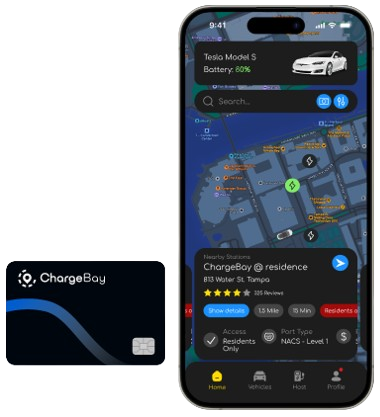 ChargeBay
9:41
Tesla Model S
Battery: 60%
Search...
Nearby Stations
ChargeBay @ residence
813 Water St. Tampa
325 Reviews
Show details
1.3 Mile
15 Min
Residents o
Access
Residents
Only
Port Type
NACS - Level 1
$
Home
Vehicles
Host
Profile